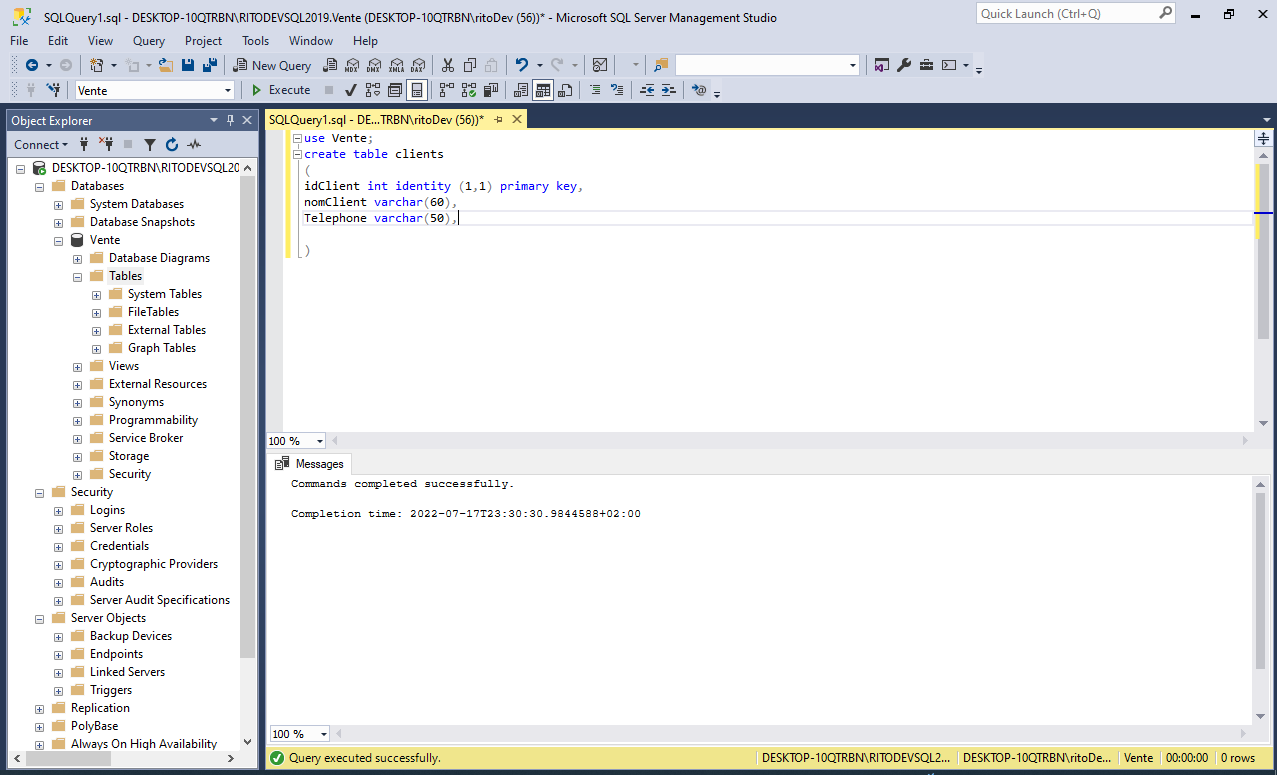 SQLQuery1.sql - DESKTOP-10QTRBN\RITODEVSQL2019.Vente (DESKTOP-10QTRBN\ritoDev (56))* - Microsoft SQL Server Management Studio
Quick Launch (Ctrl+Q)
File Edit View Query Project Tools Window Help
New Query MDX DMX XMLA DAX
Vente Execute
Object Explorer
Connect
DESKTOP-10QTRBN\RITODEVSQL20
Databases
System Databases
Database Snapshots
Vente
Database Diagrams
Tables
System Tables
FileTables
External Tables
Graph Tables
Views
External Resources
Synonyms
Programmability
Service Broker
Storage
Security
Security
Logins
Server Roles
Credentials
Cryptographic Providers
Audits
Server Audit Specifications
Server Objects
Backup Devices
Endpoints
Linked Servers
Triggers
Replication
PolyBase
Always On High Availability
SQLQuery1.sql - DE...TRBN\ritoDev (56))*
use Vente;
create table clients
(
idClient int identity (1,1) primary key,
nomClient varchar(60),
Telephone varchar(50),
)
100 %
Messages
Commands completed successfully.
Completion time: 2022-07-17T23:30:30.9844588+02:00
100 %
Query executed successfully. DESKTOP-10QTRBN\RITODEVSQL2... DESKTOP-10QTRBN\ritoDe... Vente 00:00:00 0 rows